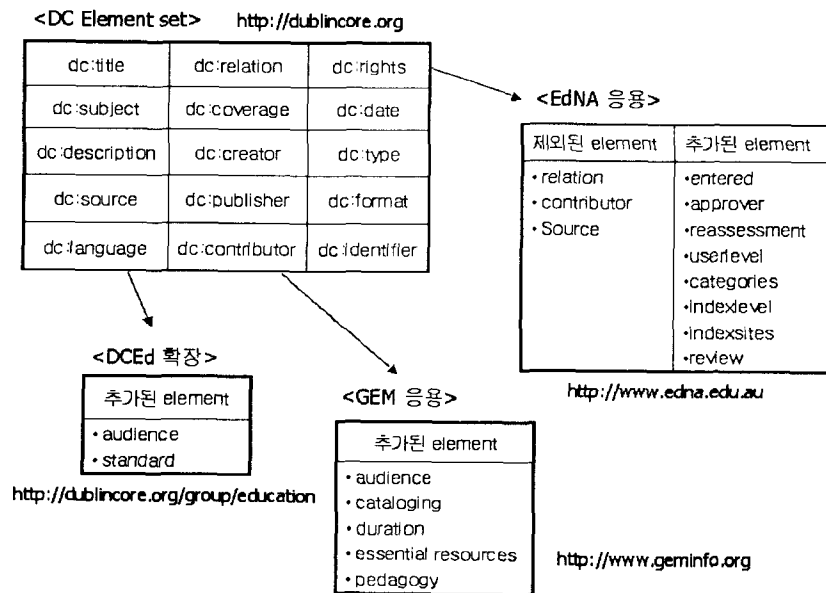 <DC Element set> http://dublincore.org
dc:title dc:relation dc:rights
dc:subject dc:coverage dc:date
dc:description dc:creator dc:type
dc:source dc:publisher dc:format
dc:language dc:contributor dc:identifier
<EdNA 응용>
제외된 element 추가된 element
•relation •entered
•contributor •approver
•Source •reassessment
•userlevel
•categories
•indexlevel
•indexsites
•review
http://www.edna.edu.au
<DCEd 확장>
추가된 element
•audience
•standard
http://dublincore.org/group/education
<GEM 응용>
추가된 element
•audience
•cataloging
•duration
•essential resources
•pedagogy
http://www.geminfo.org